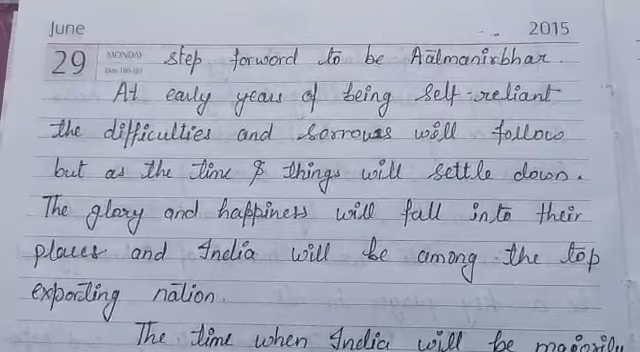 June 2015
29 MONDAY step forword to be Aatmanirbhar.
At early years of being self-reliant
the difficulties and sorrows will follow
but as the time & things will settle down.
The glory and happiness will fall into their
places and India will be among the top
exporting nation.
The time when India will be majorily